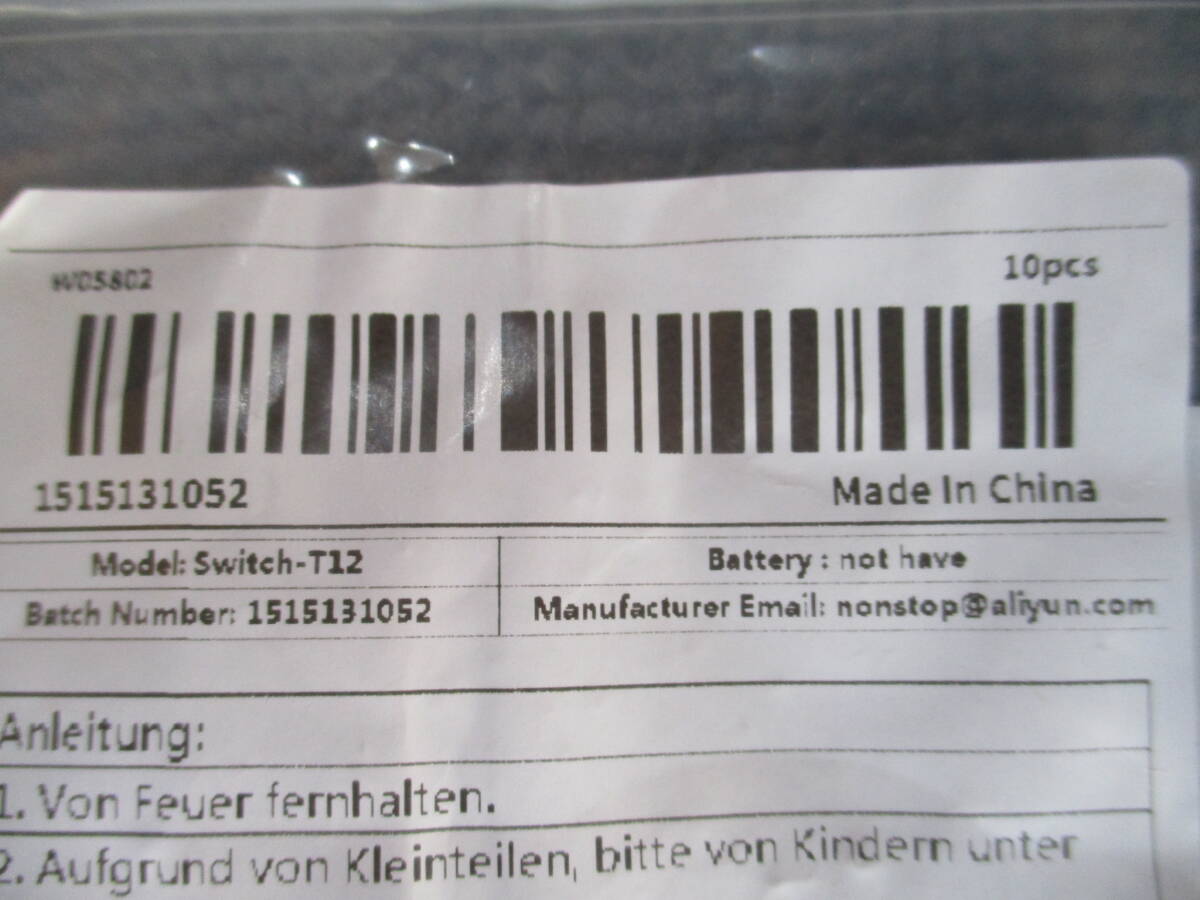 W05802
10pcs
1515131052
Made In China
Model: Switch-T12
Battery : not have
Batch Number: 1515131052
Manufacturer Email: nonstop@aliyun.com
Anleitung:
1. Von Feuer fernhalten.
2. Aufgrund von Kleinteilen, bitte von Kindern unter